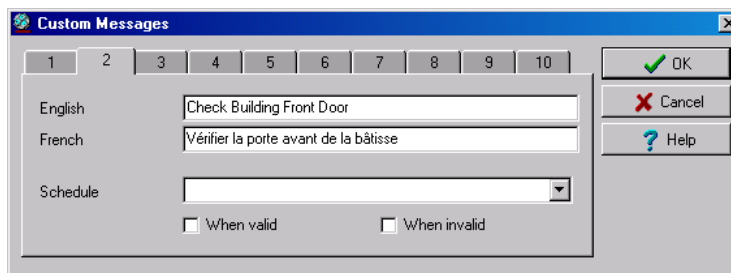 Custom Messages
1 2 3 4 5 6 7 8 9 10
English Check Building Front Door
French Vérifier la porte avant de la bâtisse
Schedule
When valid When invalid
OK
Cancel
Help